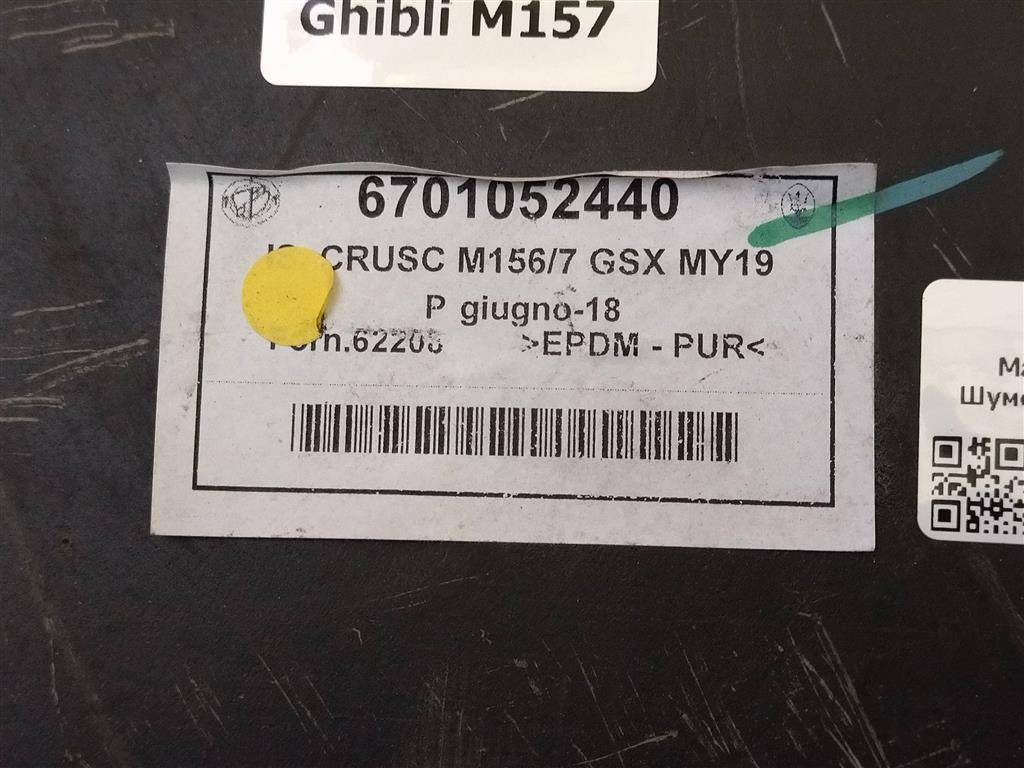 Ghibli M157
6701052440
CRUSC M156/7 GSX MY19
P giugno-18
>EPDM - PUR<